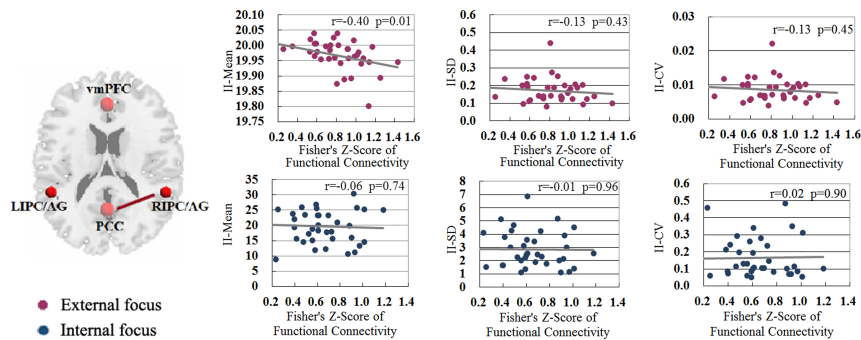 vmPFC
LIPC/AG
RIPC/AG
PCC
External focus
Internal focus
r=-0.40 p=0.01
II-Mean
20.05
20.00
19.95
19.90
19.85
19.80
19.75
0.2 0.4 0.6 0.8 1.0 1.2 1.4 1.6
Fisher's Z-Score of
Functional Connectivity
r=-0.13 p=0.43
II-SD
0.6
0.5
0.4
0.3
0.2
0.1
0.0
0.2 0.4 0.6 0.8 1.0 1.2 1.4 1.6
Fisher's Z-Score of
Functional Connectivity
r=-0.13 p=0.45
II-CV
0.03
0.02
0.01
0.00
0.2 0.4 0.6 0.8 1.0 1.2 1.4 1.6
Fisher's Z-Score of
Functional Connectivity
r=-0.06 p=0.74
II-Mean
35
30
25
20
15
10
5
0
0.2 0.4 0.6 0.8 1.0 1.2 1.4
Fisher's Z-Score of
Functional Connectivity
r=-0.01 p=0.96
II-SD
8
7
6
5
4
3
2
1
0
0.2 0.4 0.6 0.8 1.0 1.2 1.4
Fisher's Z-Score of
Functional Connectivity
r=0.02 p=0.90
II-CV
0.6
0.5
0.4
0.3
0.2
0.1
0.0
0.2 0.4 0.6 0.8 1.0 1.2 1.4
Fisher's Z-Score of
Functional Connectivity